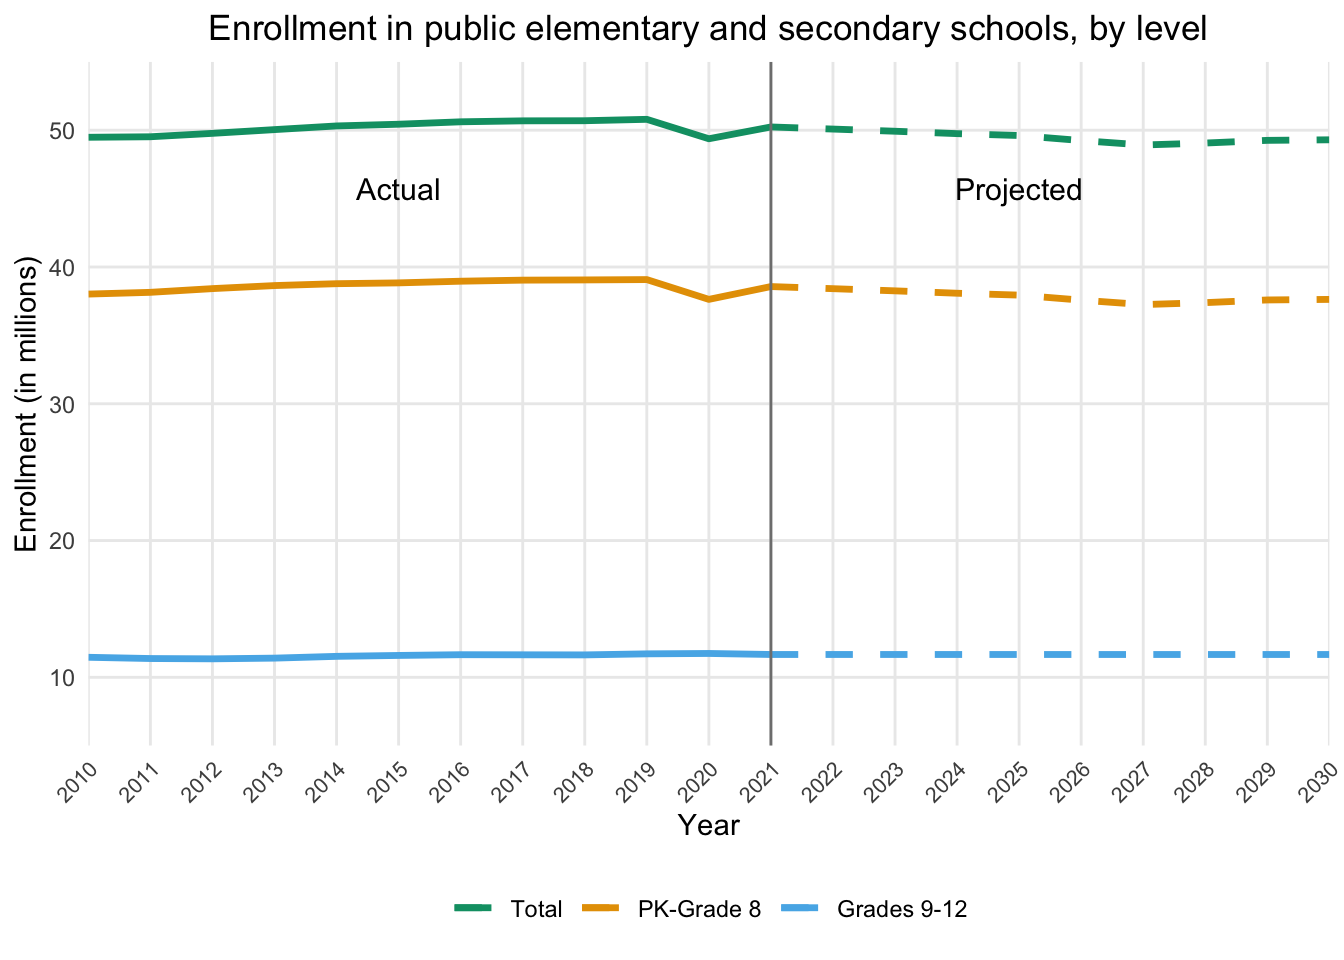 Enrollment in public elementary and secondary schools, by level
Enrollment (in millions)
50
40
30
20
10
Actual
Projected
2010 2011 2012 2013 2014 2015 2016 2017 2018 2019 2020 2021 2022 2023 2024 2025 2026 2027 2028 2029 2030
Year
Total PK-Grade 8 Grades 9-12